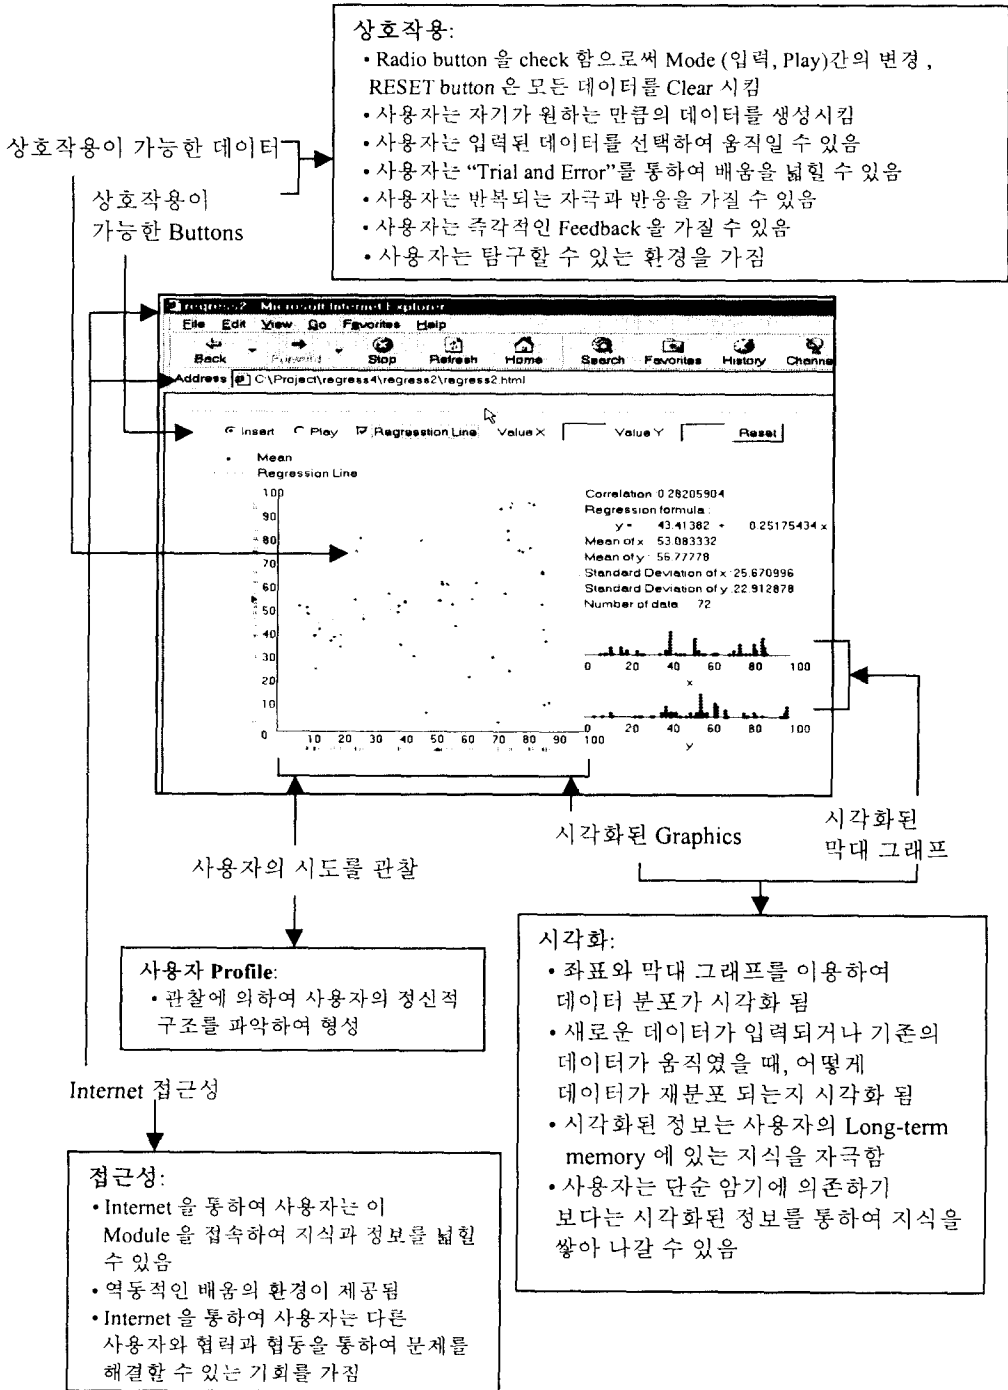 상호작용:
• Radio button 을 check 함으로써 Mode (입력, Play)간의 변경 ,
RESET button 은 모든 데이터를 Clear 시킴
• 사용자는 자기가 원하는 만큼의 데이터를 생성시킴
• 사용자는 입력된 데이터를 선택하여 움직일 수 있음
• 사용자는 “Trial and Error”를 통하여 배움을 넓힐 수 있음
• 사용자는 반복되는 자극과 반응을 가질 수 있음
• 사용자는 즉각적인 Feedback 을 가질 수 있음
• 사용자는 탐구할 수 있는 환경을 가짐
상호작용이 가능한 데이터
상호작용이
가능한 Buttons
regress2 Microsoft Internet Explorer
File Edit View Go Favorites Help
Back Forward Stop Refresh Home Search Favorites History Channe
Address C:\Project\regress4\regress2\regress2.html
Insert Play Regresstion Line Value X Value Y Reset
Mean
Regression Line
100
90
80
70
60
50
40
30
20
10
0
10 20 30 40 50 60 70 80 90 100
Correlation :0.28205904
Regression formula :
y = 43.41382 + 0.25175434 x
Mean of x : 53.083332
Mean of y : 56.77778
Standard Deviation of x :25.670996
Standard Deviation of y :22.912878
Number of data 72
0 20 40 60 80 100
x
0 20 40 60 80 100
y
시각화된 Graphics
시각화된
막대 그래프
사용자의 시도를 관찰
사용자 Profile:
• 관찰에 의하여 사용자의 정신적
구조를 파악하여 형성
시각화:
• 좌표와 막대 그래프를 이용하여
데이터 분포가 시각화 됨
• 새로운 데이터가 입력되거나 기존의
데이터가 움직였을 때, 어떻게
데이터가 재분포 되는지 시각화 됨
• 시각화된 정보는 사용자의 Long-term
memory 에 있는 지식을 자극함
• 사용자는 단순 암기에 의존하기
보다는 시각화된 정보를 통하여 지식을
쌓아 나갈 수 있음
Internet 접근성
접근성:
• Internet 을 통하여 사용자는 이
Module 을 접속하여 지식과 정보를 넓힐
수 있음
• 역동적인 배움의 환경이 제공됨
• Internet 을 통하여 사용자는 다른
사용자와 협력과 협동을 통하여 문제를
해결할 수 있는 기회를 가짐